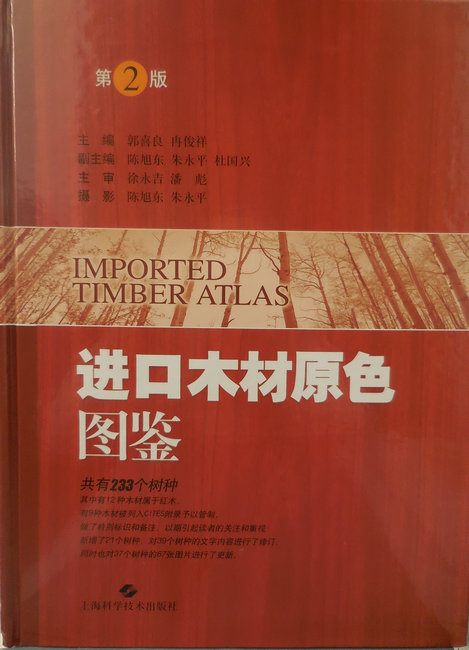 第2版
主 编 郭喜良 冉俊祥
副主编 陈旭东 朱永平 杜国兴
主 审 徐永吉 潘 彪
摄 影 陈旭东 朱永平
IMPORTED
TIMBER ATLAS
进口木材原色
图鉴
共有233个树种
其中有12种木材属于红木,
有9种木材被列入CITES附录予以管制,
做了特别标识和备注, 以期引起读者的关注和重视;
新增了21个树种, 对39个树种的文字内容进行了修订,
同时也对37个树种的67张图片进行了更新。
上海科学技术出版社